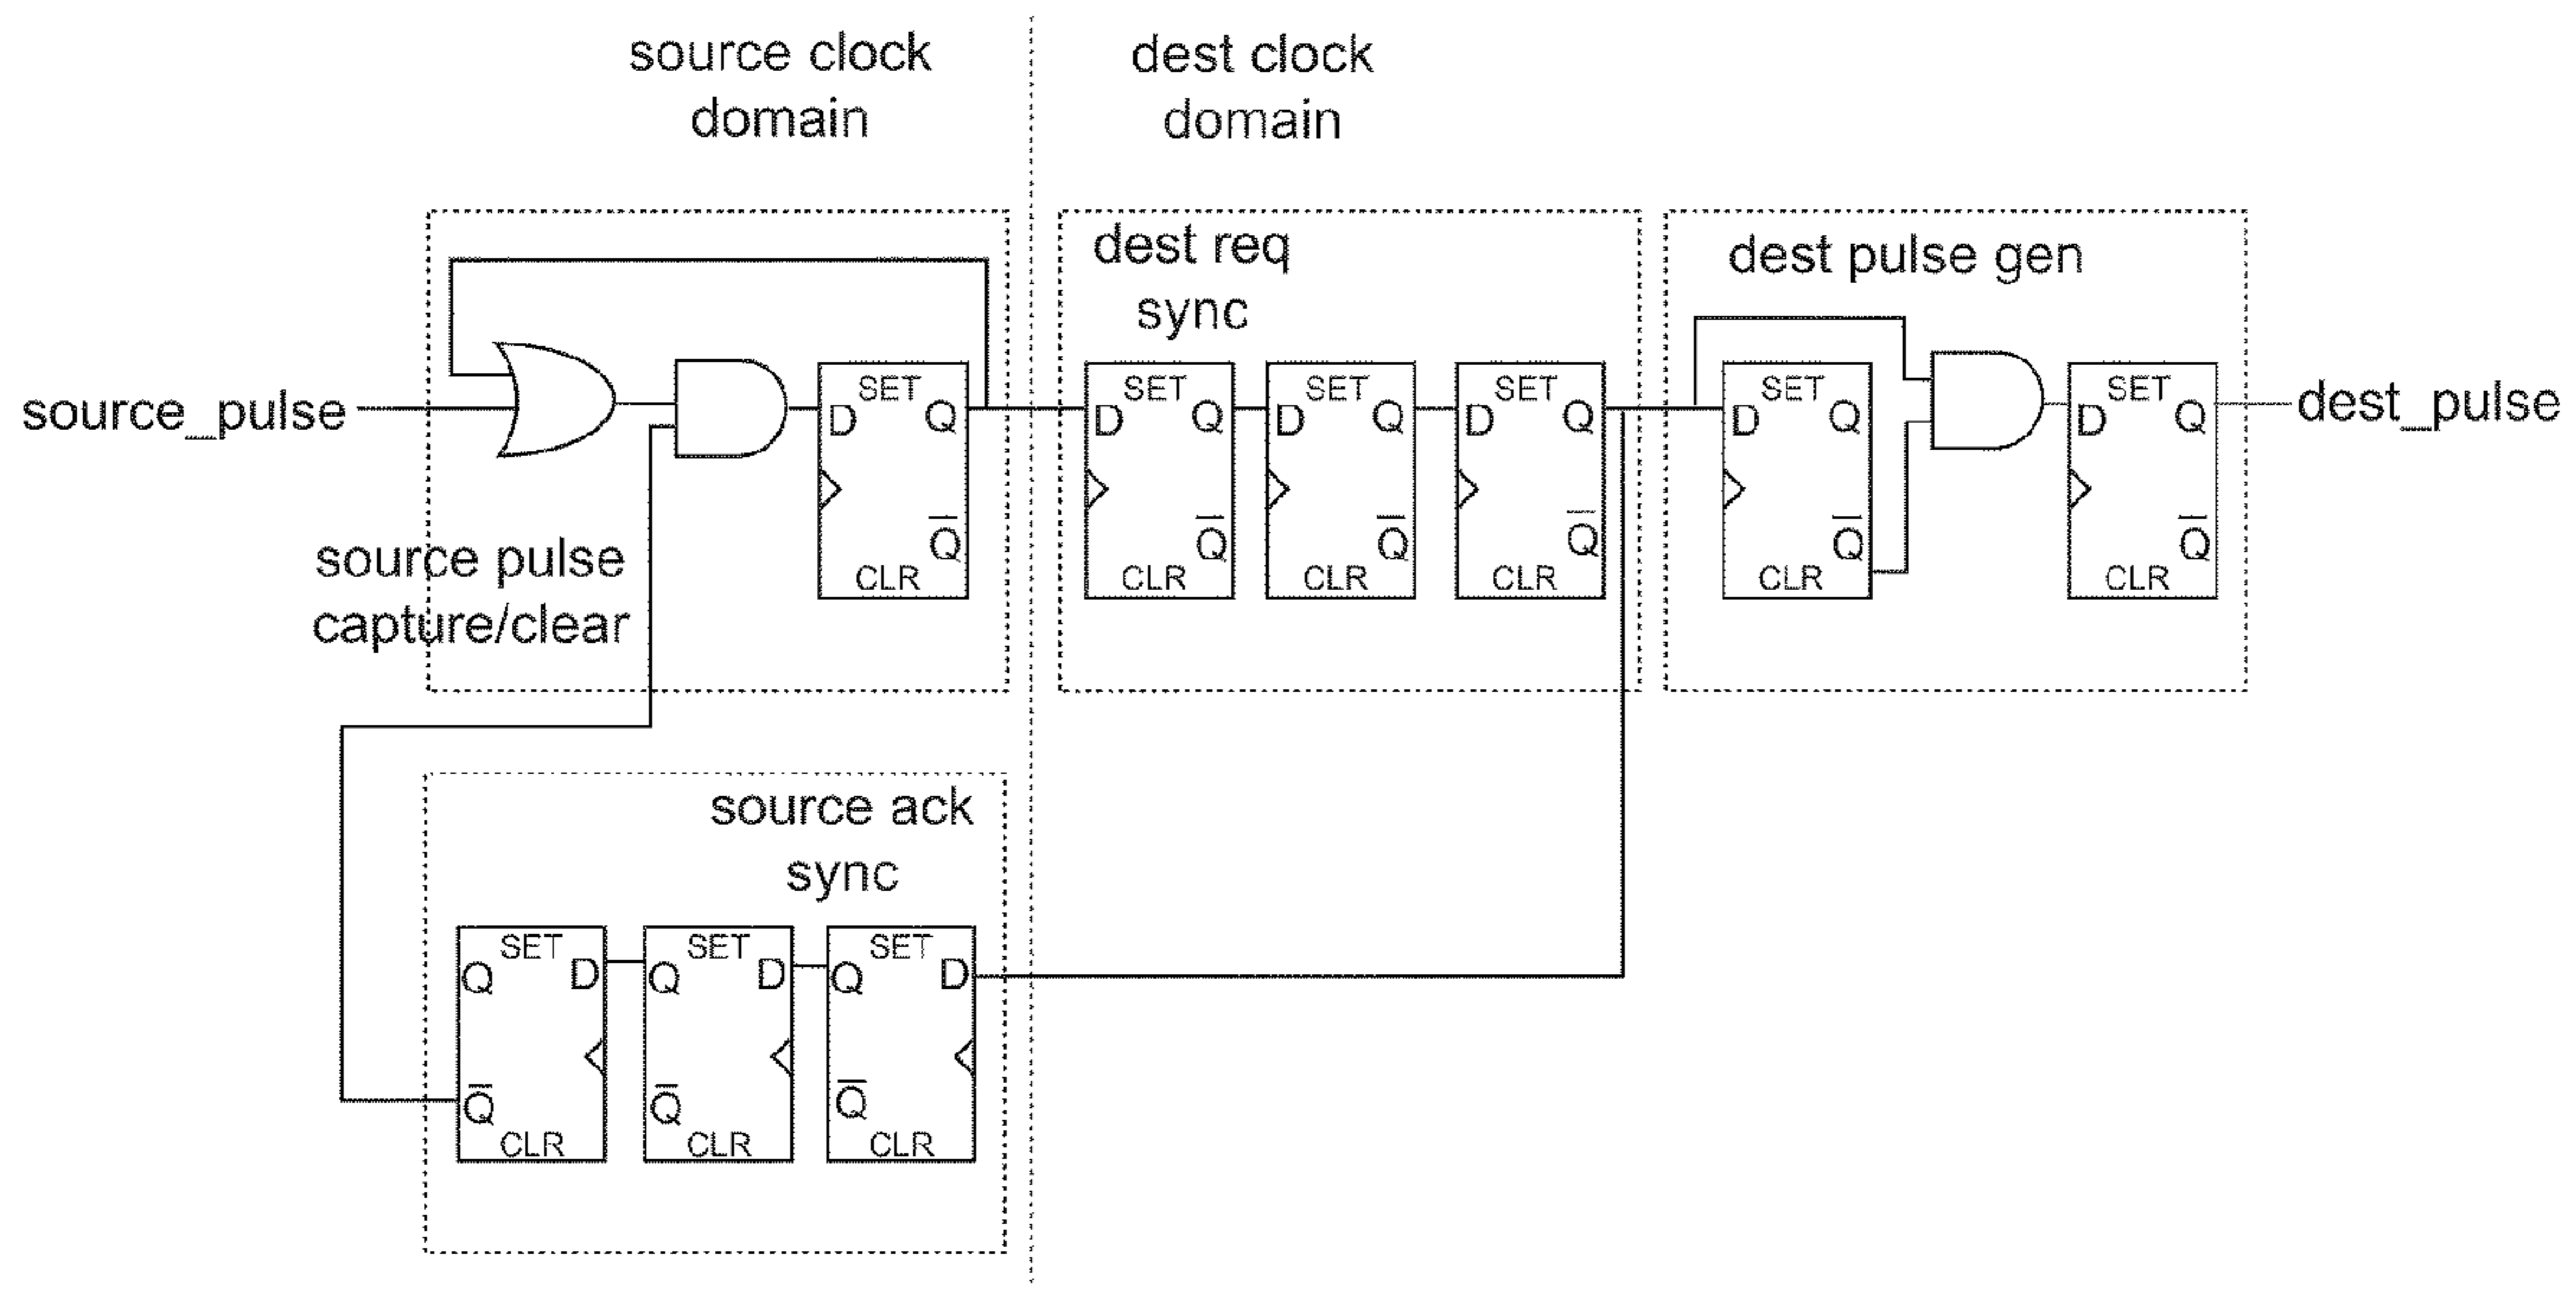 source clock
domain
dest clock
domain
dest req
sync
dest pulse gen
source_pulse
SET
D Q
Q̅
CLR
SET
D Q
Q̅
CLR
SET
D Q
Q̅
CLR
SET
D Q
Q̅
CLR
SET
D Q
Q̅
CLR
SET
D Q
Q̅
CLR
dest_pulse
source pulse
capture/clear
source ack
sync
SET
Q D
Q̅
CLR
SET
Q D
Q̅
CLR
SET
Q D
Q̅
CLR